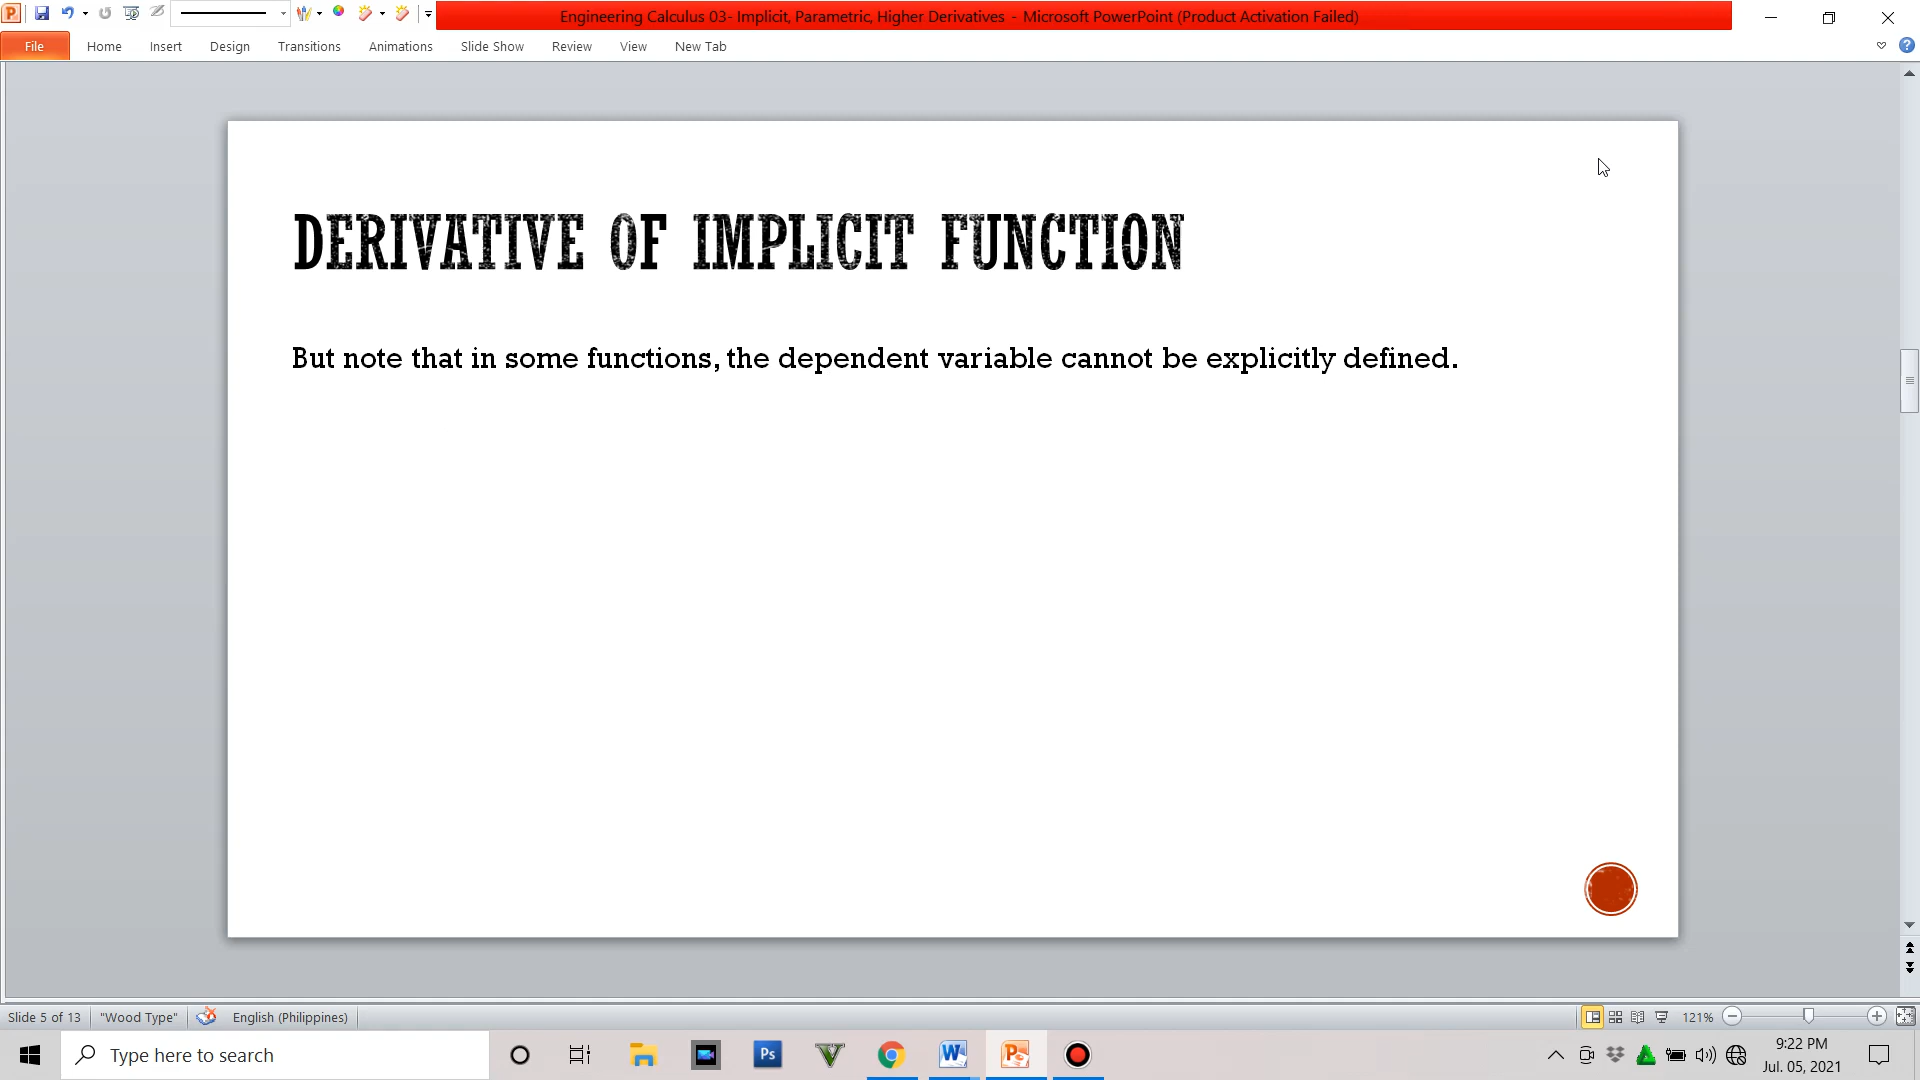 Engineering Calculus 03- Implicit, Parametric, Higher Derivatives - Microsoft PowerPoint (Product Activation Failed)
File Home Insert Design Transitions Animations Slide Show Review View New Tab
DERIVATIVE OF IMPLICIT FUNCTION
But note that in some functions, the dependent variable cannot be explicitly defined.
Slide 5 of 13 "Wood Type" English (Philippines) 121%
Type here to search
Ps
9:22 PM
Jul. 05, 2021